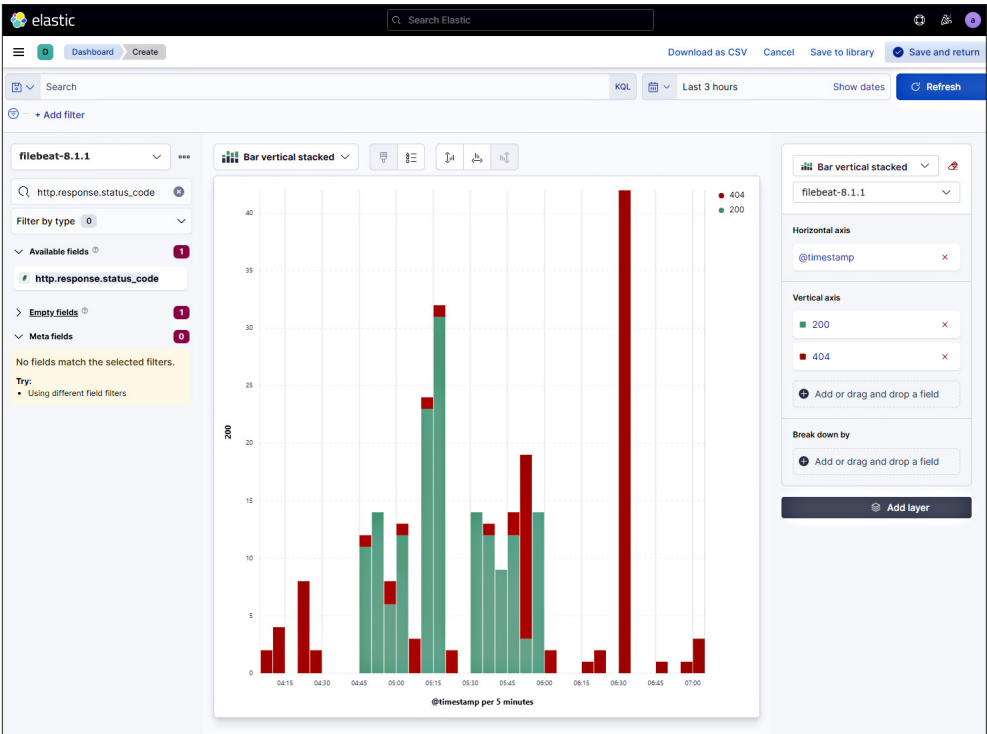 elastic
Search Elastic
a
D Dashboard Create
Download as CSV Cancel Save to library Save and return
Search KQL Last 3 hours Show dates Refresh
+ Add filter
filebeat-8.1.1
http.response.status_code
Filter by type 0
Available fields 1
# http.response.status_code
Empty fields 1
Meta fields 0
No fields match the selected filters.
Try:
• Using different field filters
Bar vertical stacked
404
200
40
35
30
25
20
15
10
5
0
200
04:15 04:30 04:45 05:00 05:15 05:30 05:45 06:00 06:15 06:30 06:45 07:00
@timestamp per 5 minutes
Bar vertical stacked
filebeat-8.1.1
Horizontal axis
@timestamp
Vertical axis
200
404
Add or drag and drop a field
Break down by
Add or drag and drop a field
Add layer